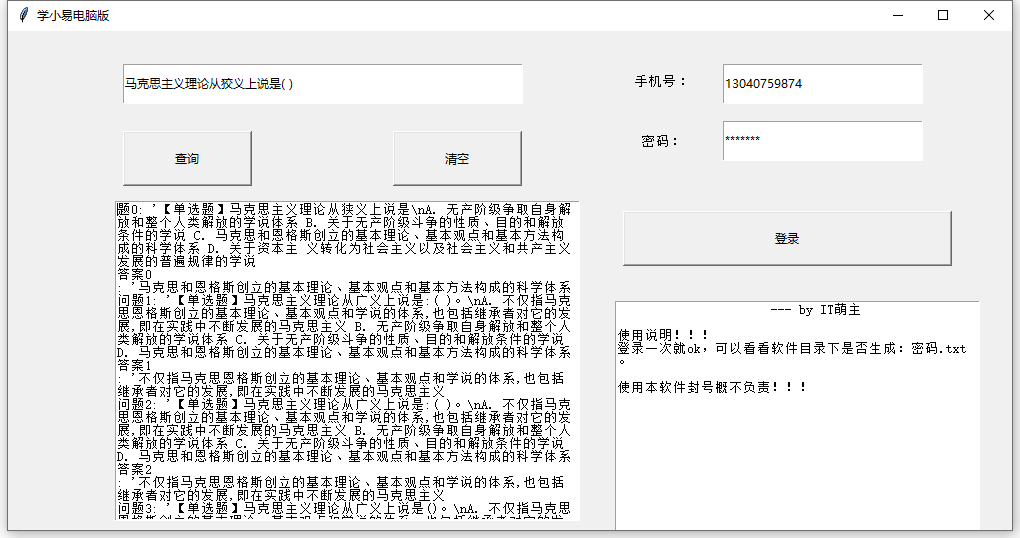 学小易电脑版
马克思主义理论从狡义上说是( )
手机号：
13040759874
密码：
*******
查询
清空
登录
题0: '【单选题】马克思主义理论从狭义上说是\nA. 无产阶级争取自身解
放和整个人类解放的学说体系 B. 关于无产阶级斗争的性质、目的和解放
条件的学说 C. 马克思和恩格斯创立的基本理论、基本观点和基本方法构
成的科学体系 D. 关于资本主 义转化为社会主义以及社会主义和共产主义
发展的普遍规律的学说
答案0
: '马克思和恩格斯创立的基本理论、基本观点和基本方法构成的科学体系
问题1: '【单选题】马克思主义理论从广义上说是:( )。\nA. 不仅指马克
思恩格斯创立的基本理论、基本观点和学说的体系,也包括继承者对它的发
展,即在实践中不断发展的马克思主义 B. 无产阶级争取自身解放和整个人
类解放的学说体系 C. 关于无产阶级斗争的性质、目的和解放条件的学说
D. 马克思和恩格斯创立的基本理论、基本观点和基本方法构成的科学体系
答案1
: '不仅指马克思恩格斯创立的基本理论、基本观点和学说的体系,也包括
继承者对它的发展,即在实践中不断发展的马克思主义
问题2: '【单选题】马克思主义理论从广义上说是:( )。\nA. 不仅指马克
思恩格斯创立的基本理论、基本观点和学说的体系,也包括继承者对它的发
展,即在实践中不断发展的马克思主义 B. 无产阶级争取自身解放和整个人
类解放的学说体系 C. 关于无产阶级斗争的性质、目的和解放条件的学说
D. 马克思和恩格斯创立的基本理论、基本观点和基本方法构成的科学体系
答案2
: '不仅指马克思恩格斯创立的基本理论、基本观点和学说的体系,也包括
继承者对它的发展,即在实践中不断发展的马克思主义
问题3: '【单选题】马克思主义理论从广义上说是()。\nA. 不仅指马克思
恩格斯创立的基本理论、基本观点和学说的体系,也包括继承者对它的发
--- by IT萌主
使用说明！！！
登录一次就ok，可以看看软件目录下是否生成：密码.txt
。
使用本软件封号概不负责！！！